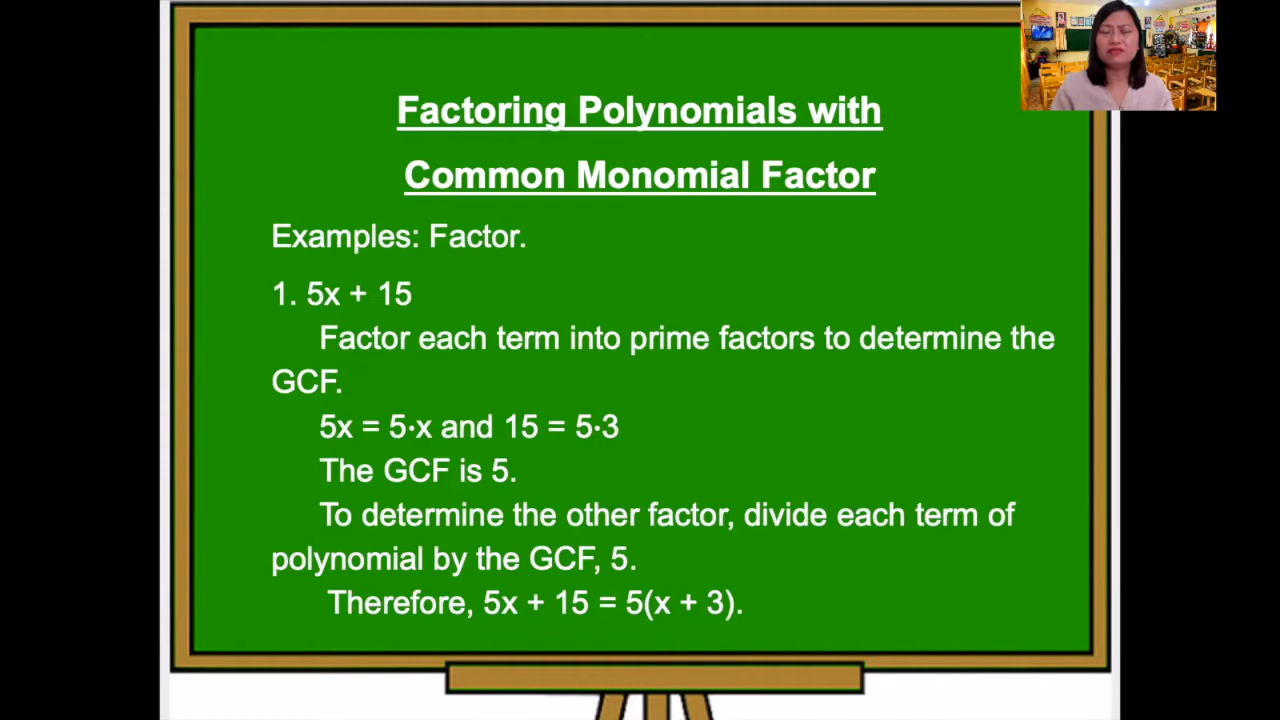 Factoring Polynomials with
Common Monomial Factor
Examples: Factor.
1. 5x + 15
Factor each term into prime factors to determine the
GCF.
5x = 5·x and 15 = 5·3
The GCF is 5.
To determine the other factor, divide each term of
polynomial by the GCF, 5.
Therefore, 5x + 15 = 5(x + 3).